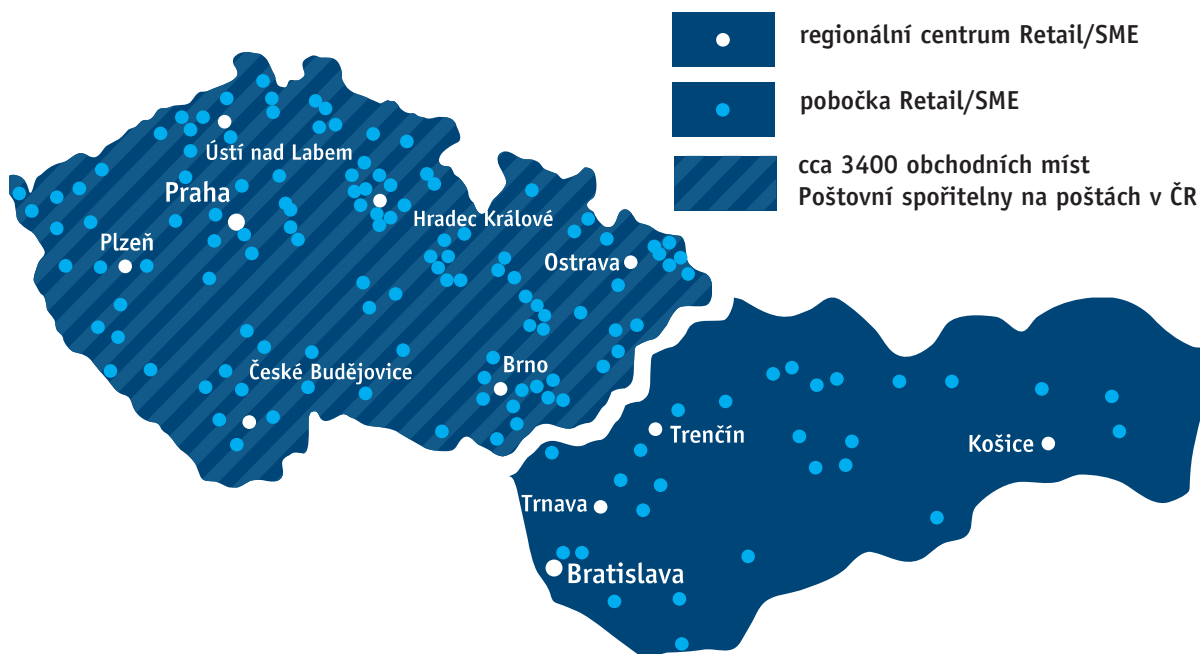 regionální centrum Retail/SME
pobočka Retail/SME
cca 3400 obchodních míst
Poštovní spořitelny na poštách v ČR
Ústí nad Labem
Praha
Hradec Králové
Plzeň
Ostrava
České Budějovice
Brno
Trenčín
Košice
Trnava
Bratislava